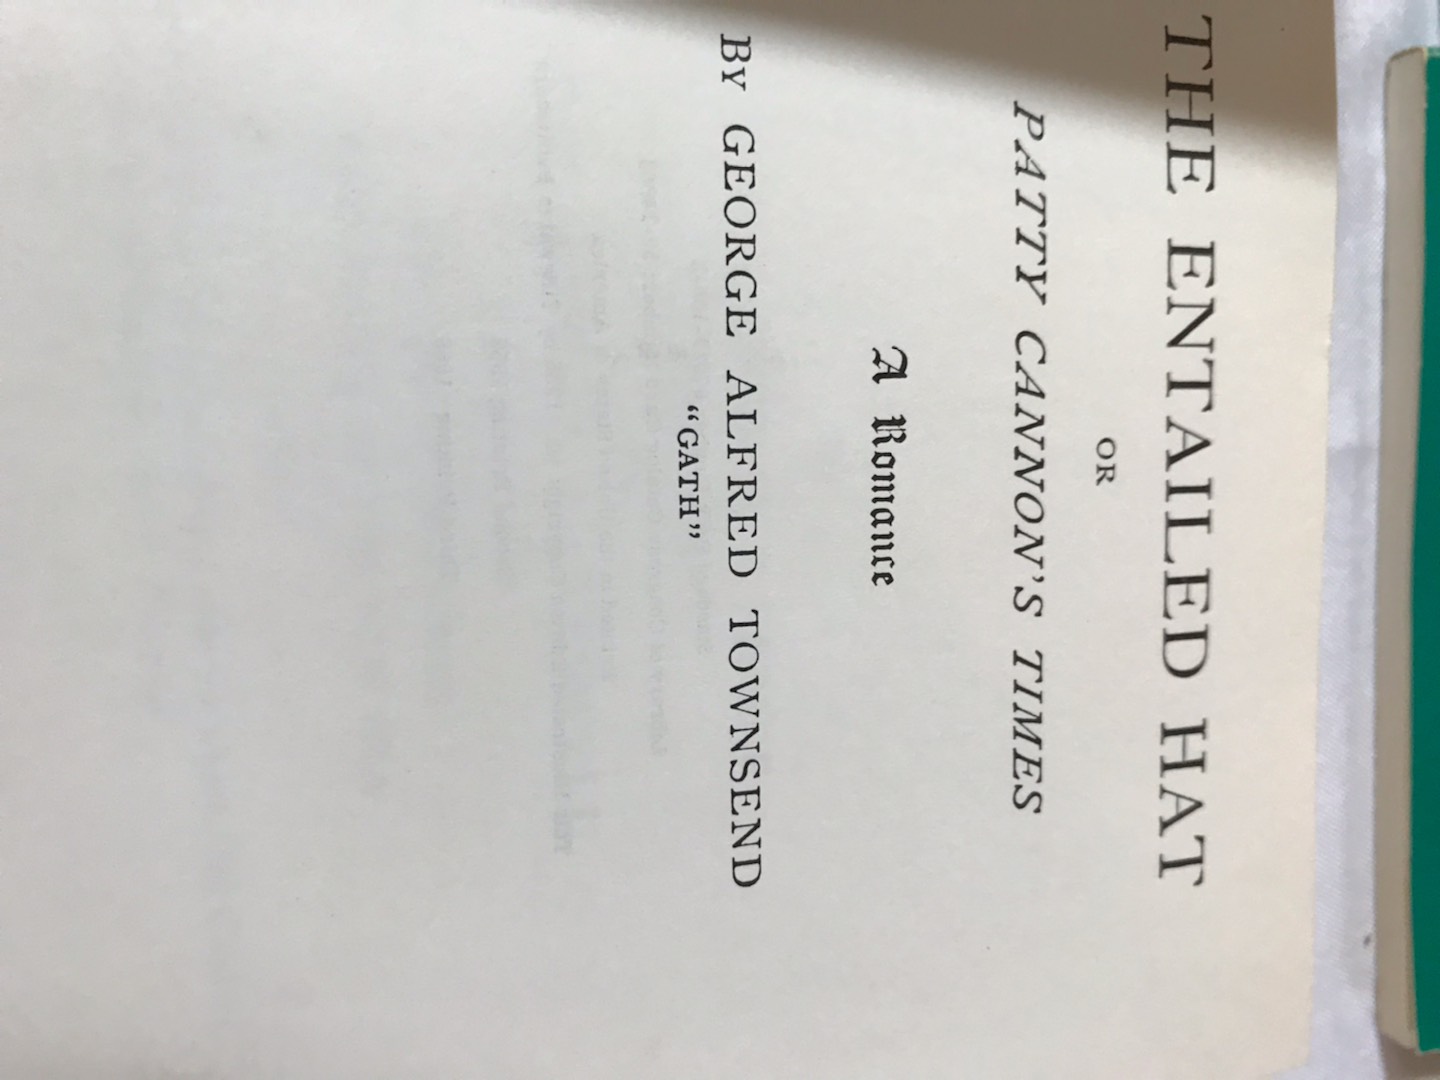 THE ENTAILED HAT
OR
PATTY CANNON'S TIMES
A Romance
BY GEORGE ALFRED TOWNSEND
“GATH”